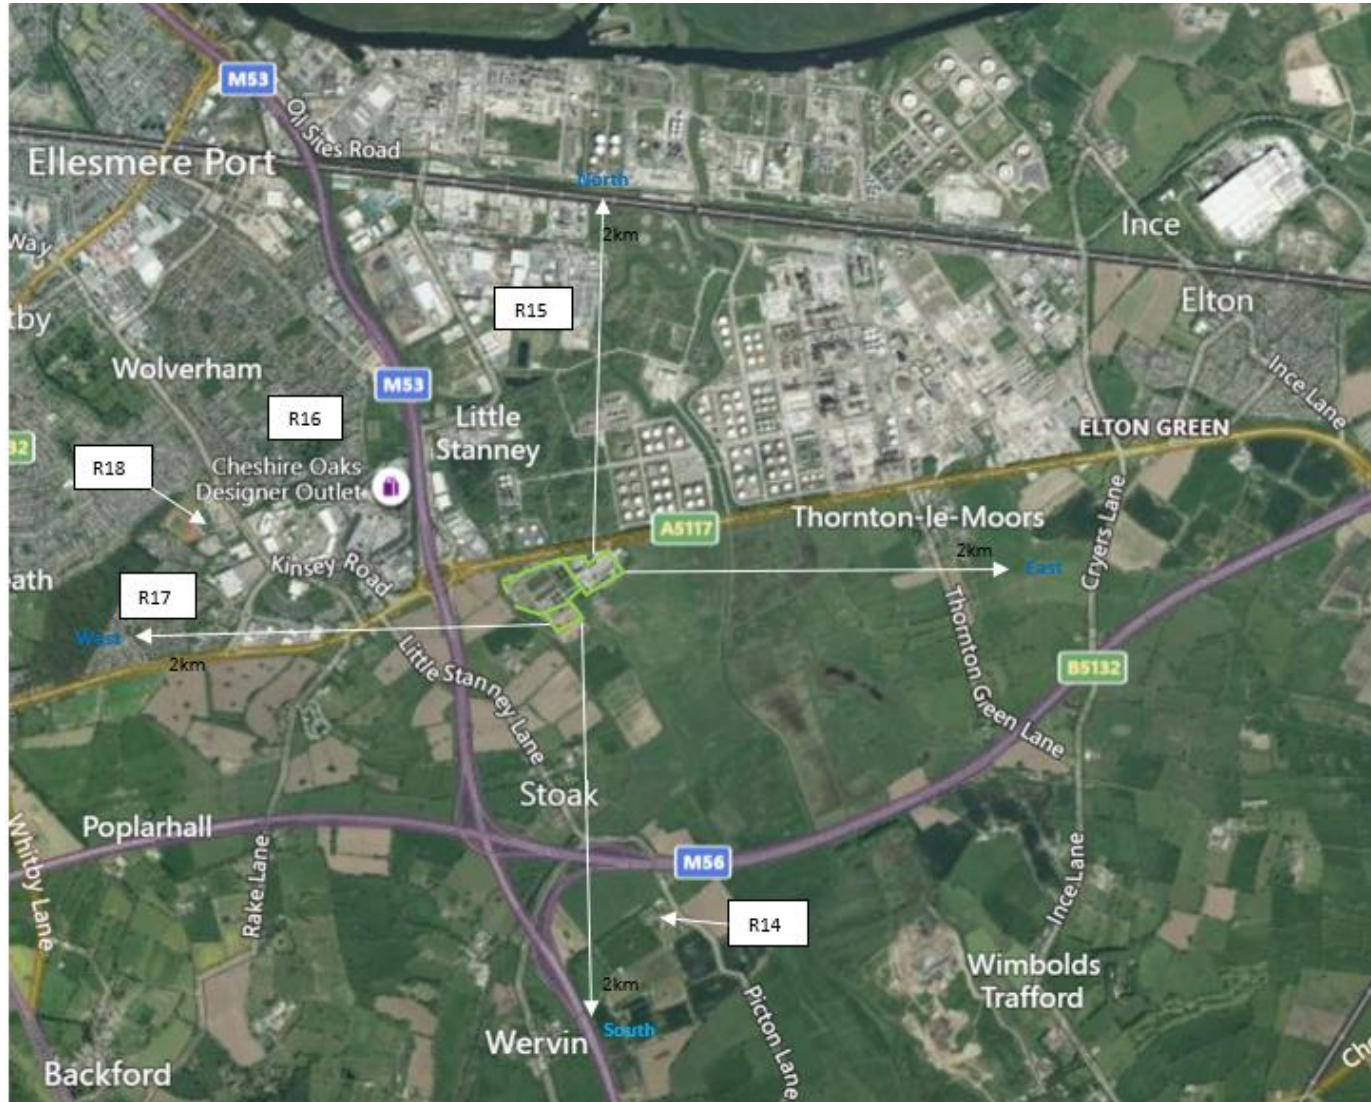 M53
Oil Sites Road
Ellesmere Port
North
2km
Ince
Way
Elton
R15
tby
Wolverham
M53
Ince Lane
R16
Little
Stanney
ELTON GREEN
32
R18
Cheshire Oaks
Designer Outlet
A5117
Thornton-le-Moors
Cryers Lane
2km
East
eath
Kinsey Road
R17
West
2km
Thornton Green Lane
Little Stanney Lane
B5132
Stoak
Poplarhall
M56
Whitby Lane
Rake Lane
Ince Lane
R14
2km
South
Wimbolds
Trafford
Picton Lane
Wervin
Backford